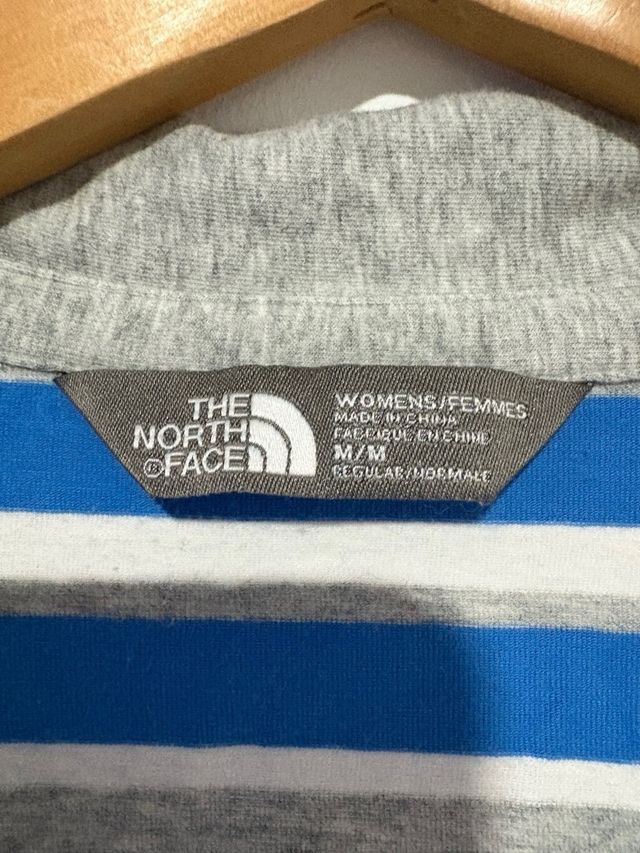 THE
NORTH
FACE
WOMENS/FEMMES
MADE IN CHINA
FABRIQUE EN CHINE
M/M
REGULAR/NORMALE